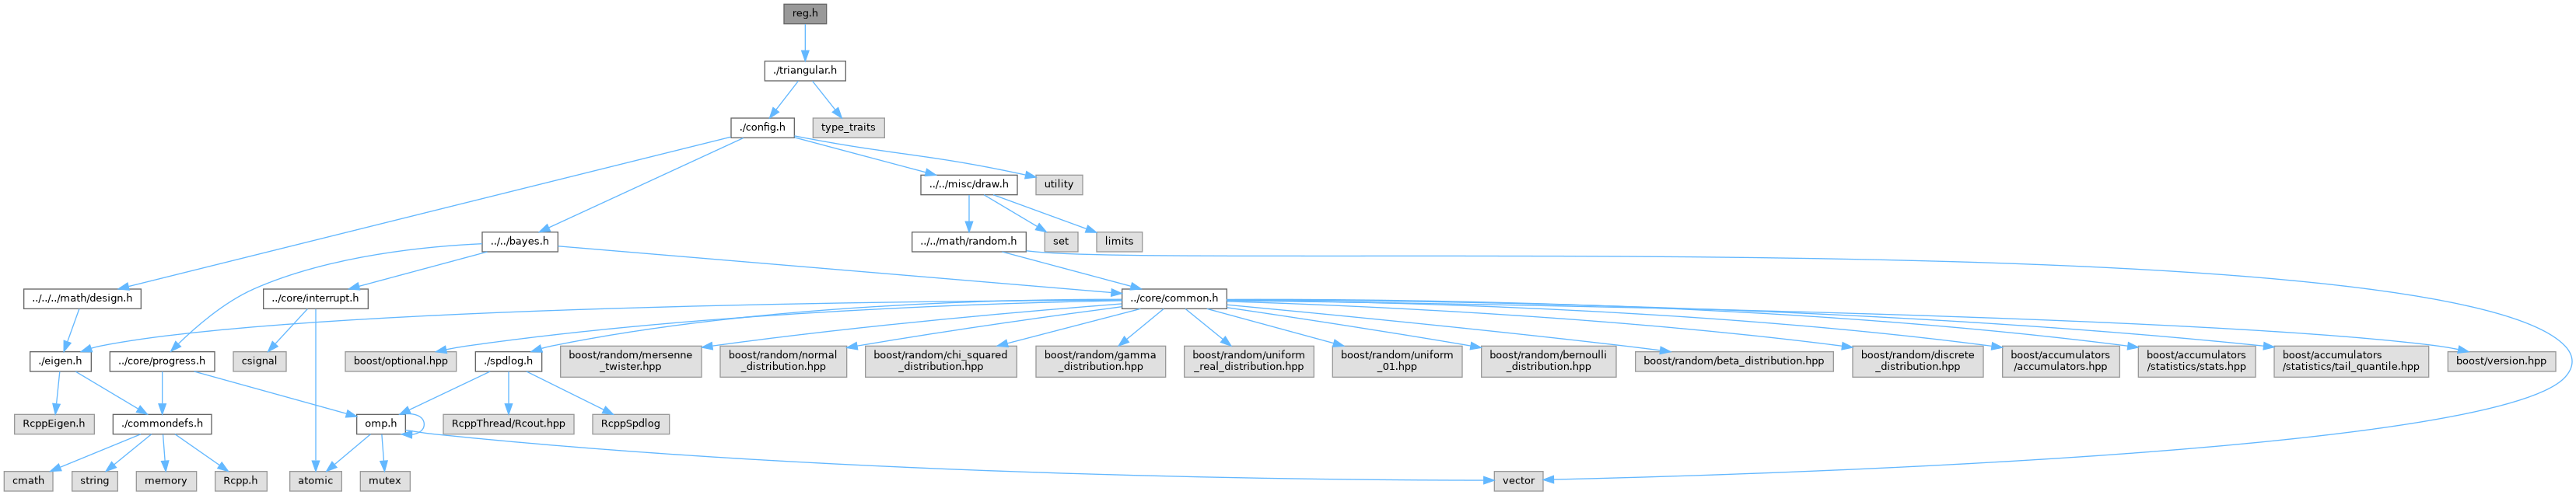 reg.h
./triangular.h
./config.h
type_traits
../../misc/draw.h
utility
../../bayes.h
../../math/random.h
set
limits
../../../math/design.h
../core/interrupt.h
../core/common.h
./eigen.h
../core/progress.h
csignal
boost/optional.hpp
./spdlog.h
boost/random/mersenne
_twister.hpp
boost/random/normal
_distribution.hpp
boost/random/chi_squared
_distribution.hpp
boost/random/gamma
_distribution.hpp
boost/random/uniform
_real_distribution.hpp
boost/random/uniform
_01.hpp
boost/random/bernoulli
_distribution.hpp
boost/random/beta_distribution.hpp
boost/random/discrete
_distribution.hpp
boost/accumulators
/accumulators.hpp
boost/accumulators
/statistics/stats.hpp
boost/accumulators
/statistics/tail_quantile.hpp
boost/version.hpp
RcppEigen.h
./commondefs.h
omp.h
RcppThread/Rcout.hpp
RcppSpdlog
cmath
string
memory
Rcpp.h
atomic
mutex
vector